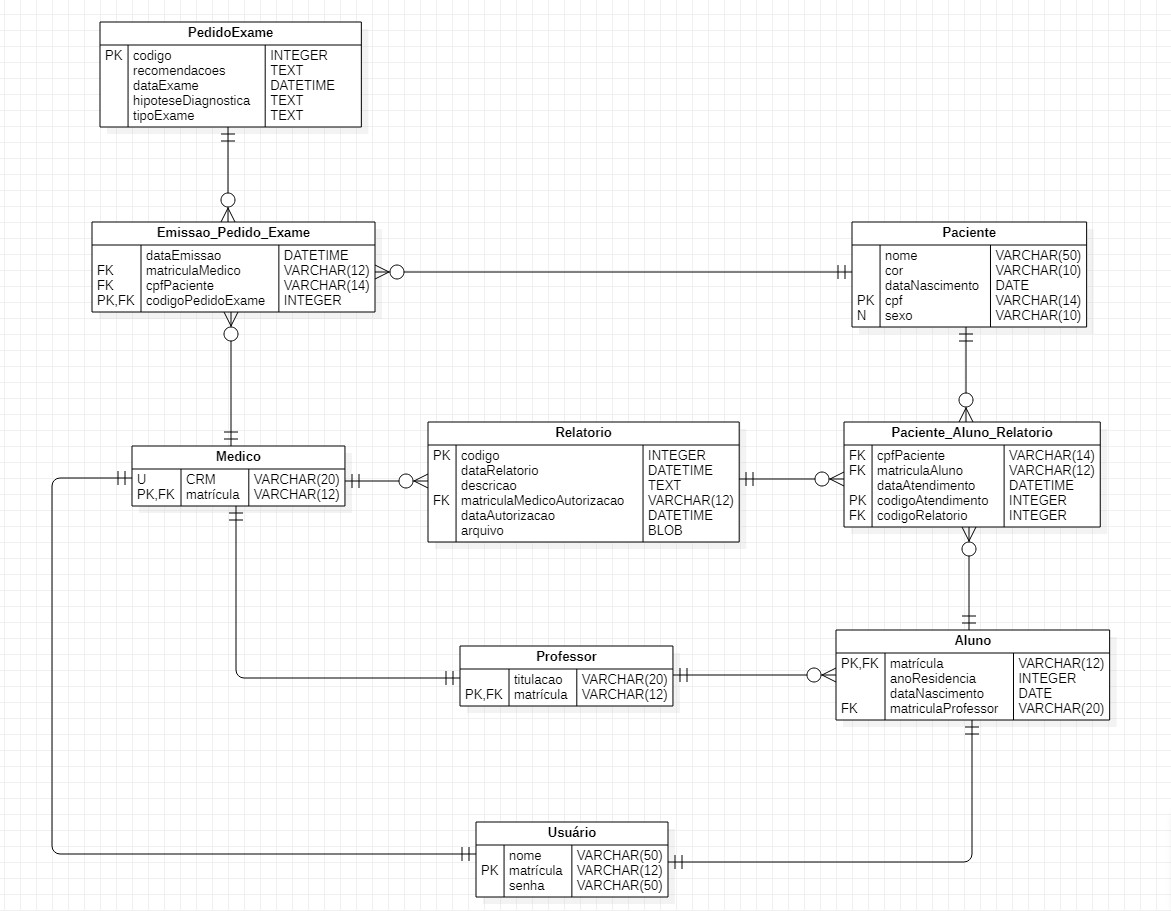 PedidoExame
PK codigo INTEGER
recomendacoes TEXT
dataExame DATETIME
hipoteseDiagnostica TEXT
tipoExame TEXT
Emissao_Pedido_Exame
dataEmissao DATETIME
FK matriculaMedico VARCHAR(12)
FK cpfPaciente VARCHAR(14)
PK,FK codigoPedidoExame INTEGER
Paciente
nome VARCHAR(50)
cor VARCHAR(10)
dataNascimento DATE
PK cpf VARCHAR(14)
N sexo VARCHAR(10)
Medico
U CRM VARCHAR(20)
PK,FK matrícula VARCHAR(12)
Relatorio
PK codigo INTEGER
dataRelatorio DATETIME
descricao TEXT
FK matriculaMedicoAutorizacao VARCHAR(12)
dataAutorizacao DATETIME
arquivo BLOB
Paciente_Aluno_Relatorio
FK cpfPaciente VARCHAR(14)
FK matriculaAluno VARCHAR(12)
dataAtendimento DATETIME
PK codigoAtendimento INTEGER
FK codigoRelatorio INTEGER
Professor
titulacao VARCHAR(20)
PK,FK matrícula VARCHAR(12)
Aluno
PK,FK matrícula VARCHAR(12)
anoResidencia INTEGER
dataNascimento DATE
FK matriculaProfessor VARCHAR(20)
Usuário
nome VARCHAR(50)
PK matrícula VARCHAR(12)
senha VARCHAR(50)